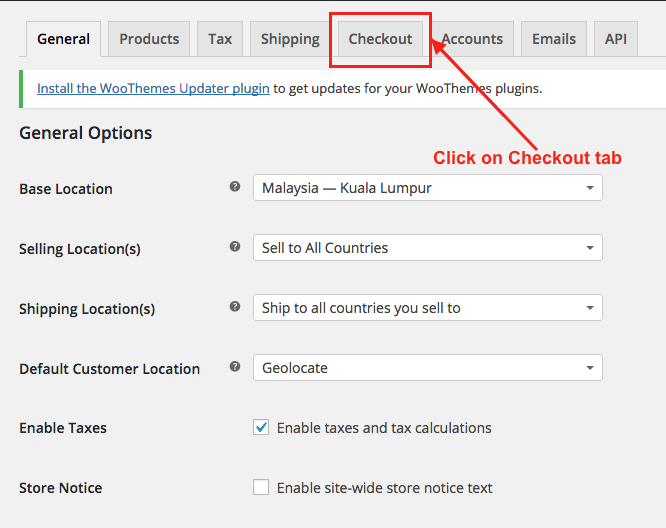 General Products Tax Shipping Checkout Accounts Emails API
Install the WooThemes Updater plugin to get updates for your WooThemes plugins.
General Options
Click on Checkout tab
Base Location ? Malaysia — Kuala Lumpur
Selling Location(s) ? Sell to All Countries
Shipping Location(s) ? Ship to all countries you sell to
Default Customer Location ? Geolocate
Enable Taxes Enable taxes and tax calculations
Store Notice Enable site-wide store notice text